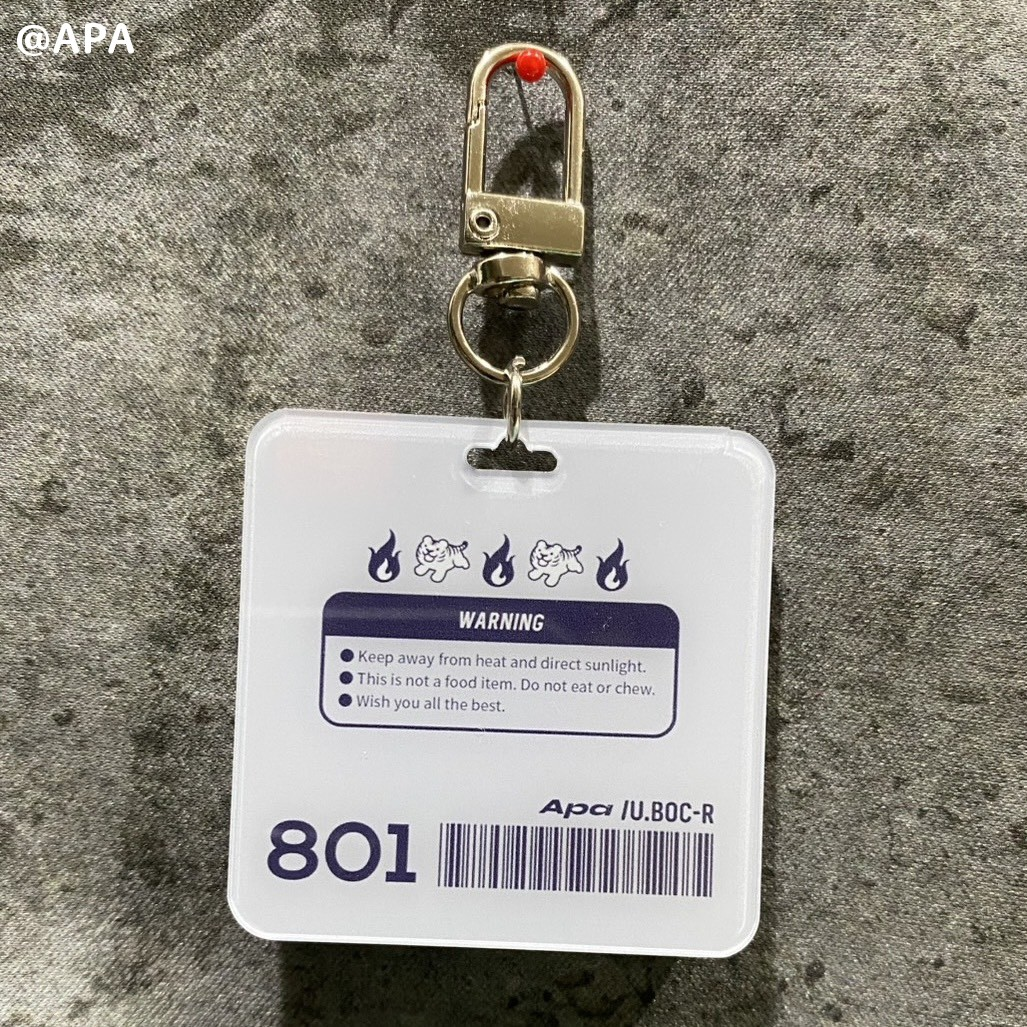 @APA
WARNING
● Keep away from heat and direct sunlight.
● This is not a food item. Do not eat or chew.
● Wish you all the best.
Apa /U.BOC-R
801